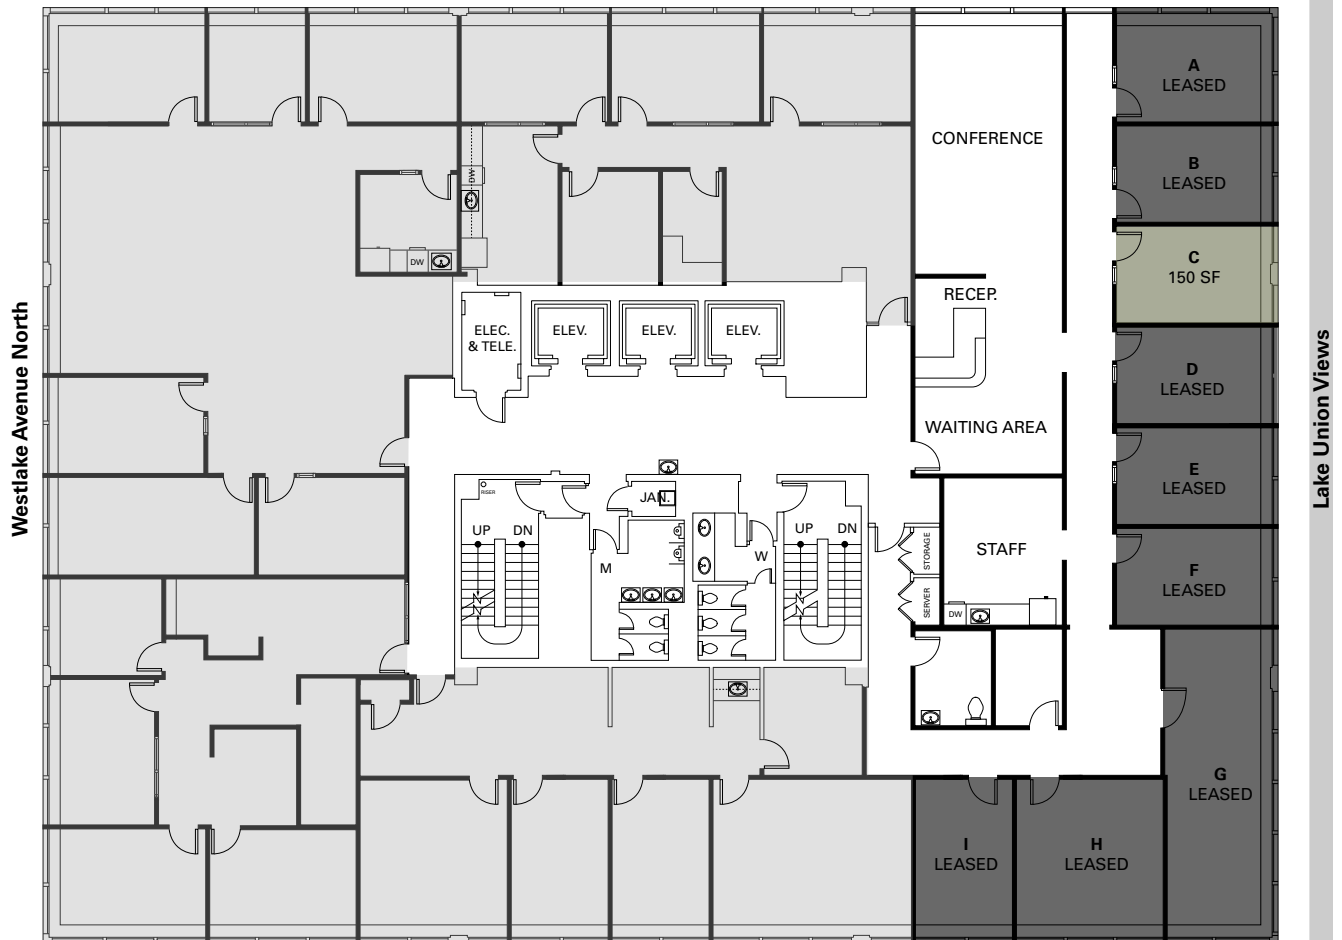 A
LEASED
CONFERENCE
B
LEASED
DW
C
150 SF
DW
RECEP.
Westlake Avenue North
ELEC.
& TELE.
ELEV.
ELEV.
ELEV.
Lake Union Views
D
LEASED
WAITING AREA
E
LEASED
RISER
JAN.
UP
DN
UP
DN
STORAGE
STAFF
M
W
F
LEASED
SERVER
DW
G
LEASED
I
LEASED
H
LEASED